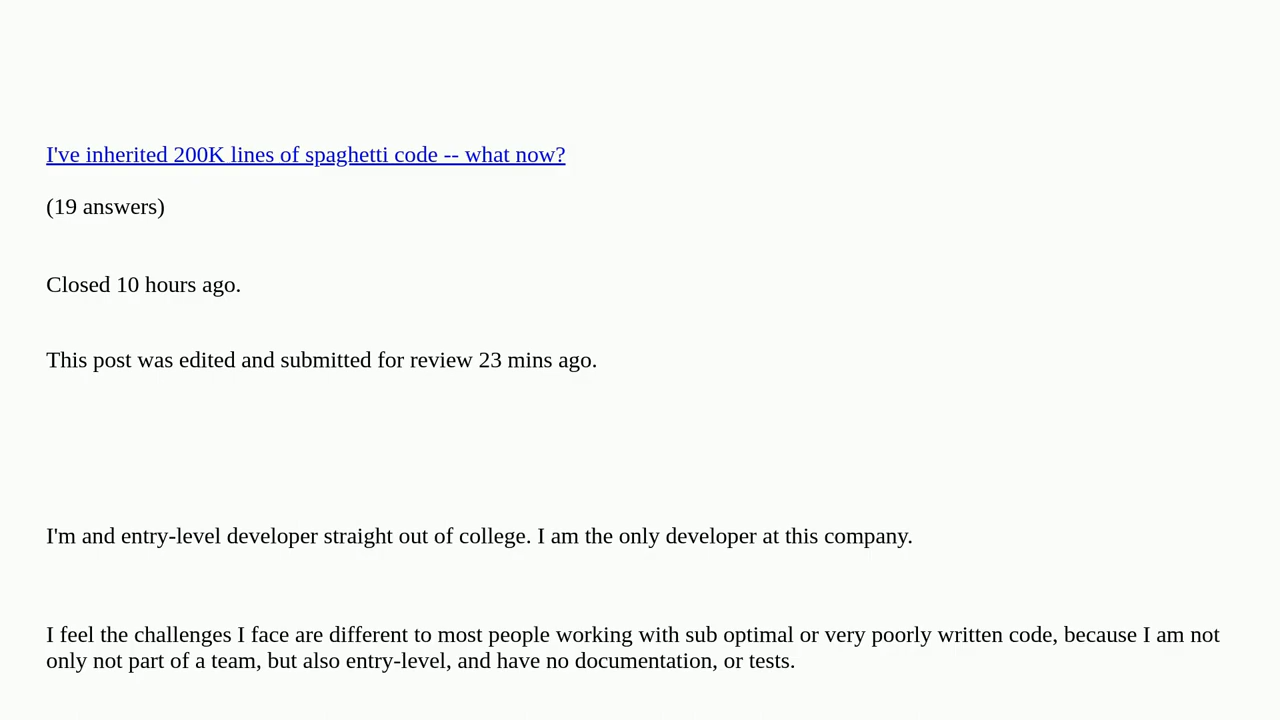 I've inherited 200K lines of spaghetti code -- what now?
(19 answers)
Closed 10 hours ago.
This post was edited and submitted for review 23 mins ago.
I'm and entry-level developer straight out of college. I am the only developer at this company.
I feel the challenges I face are different to most people working with sub optimal or very poorly written code, because I am not
only not part of a team, but also entry-level, and have no documentation, or tests.